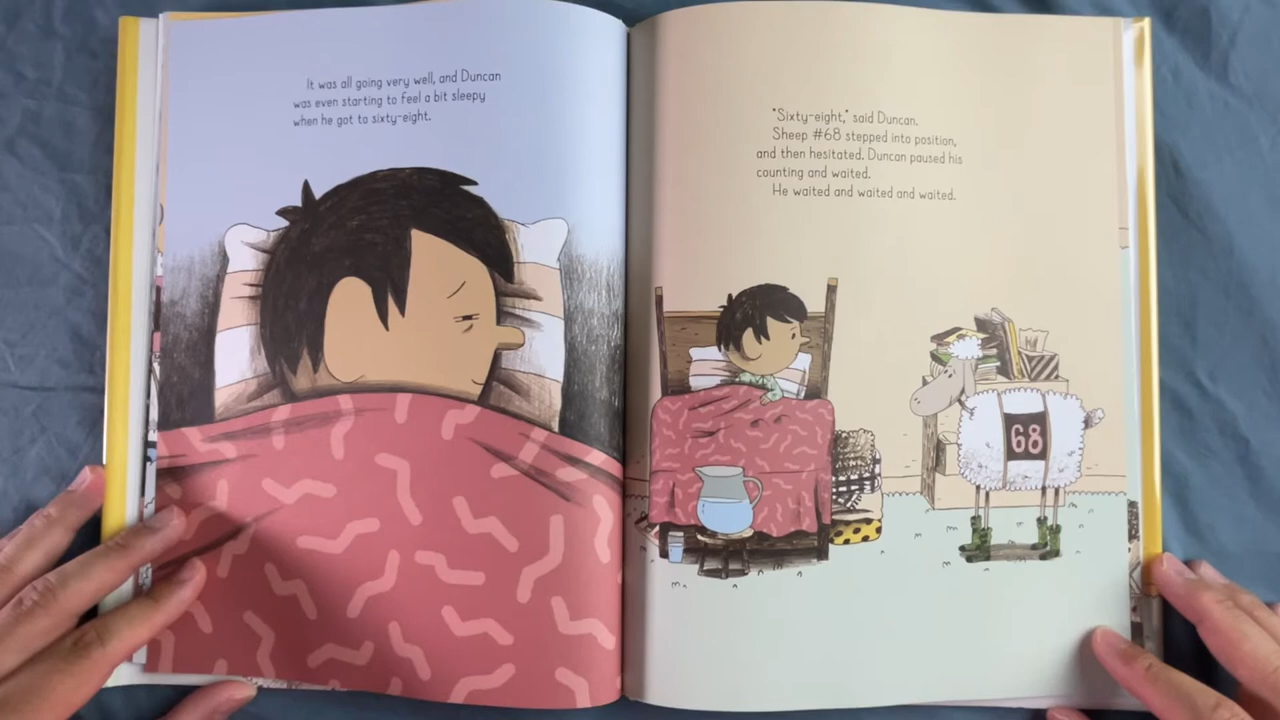 It was all going very well, and Duncan
was even starting to feel a bit sleepy
when he got to sixty-eight.
"Sixty-eight," said Duncan.
Sheep #68 stepped into position,
and then hesitated. Duncan paused his
counting and waited.
He waited and waited and waited.
68